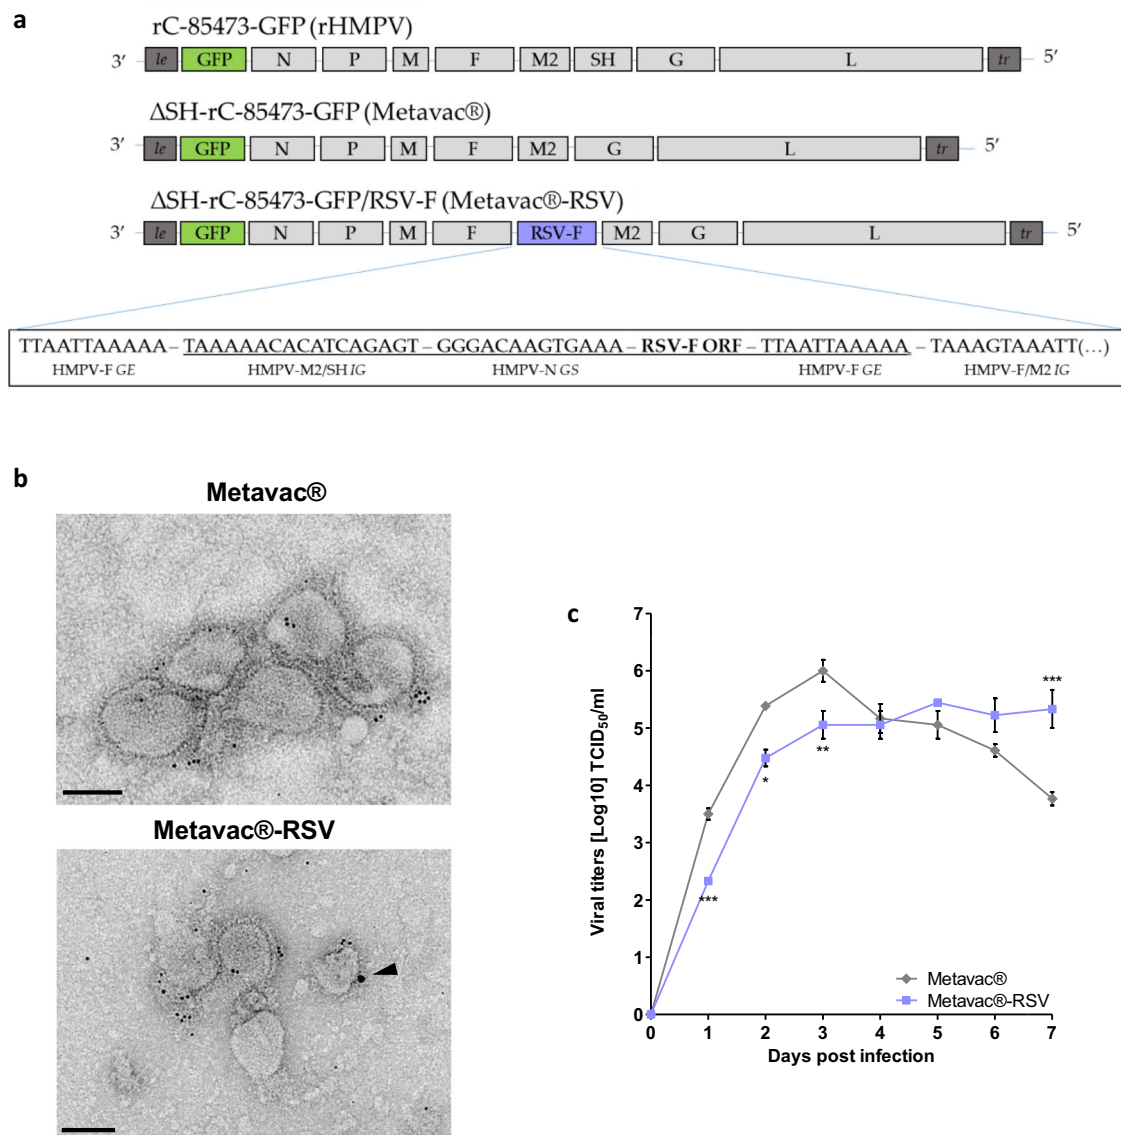 a
rC-85473-GFP (rHMPV)
3′ le GFP N P M F M2 SH G L tr 5′
ΔSH-rC-85473-GFP (Metavac®)
3′ le GFP N P M F M2 G L tr 5′
ΔSH-rC-85473-GFP/RSV-F (Metavac®-RSV)
3′ le GFP N P M F RSV-F M2 G L tr 5′
TTAATTAAAAA – TAAAAACACATCAGAGT – GGGACAAGTGAAA – RSV-F ORF – TTAATTAAAAA – TAAAGTAAATT(…)
HMPV-F GE HMPV-M2/SH IG HMPV-N GS HMPV-F GE HMPV-F/M2 IG
b
Metavac®
Metavac®-RSV
c
Viral titers [Log10] TCID50/ml
7
6
5
4
3
2
1
0
***
**
*
***
Metavac®
Metavac®-RSV
0 1 2 3 4 5 6 7
Days post infection